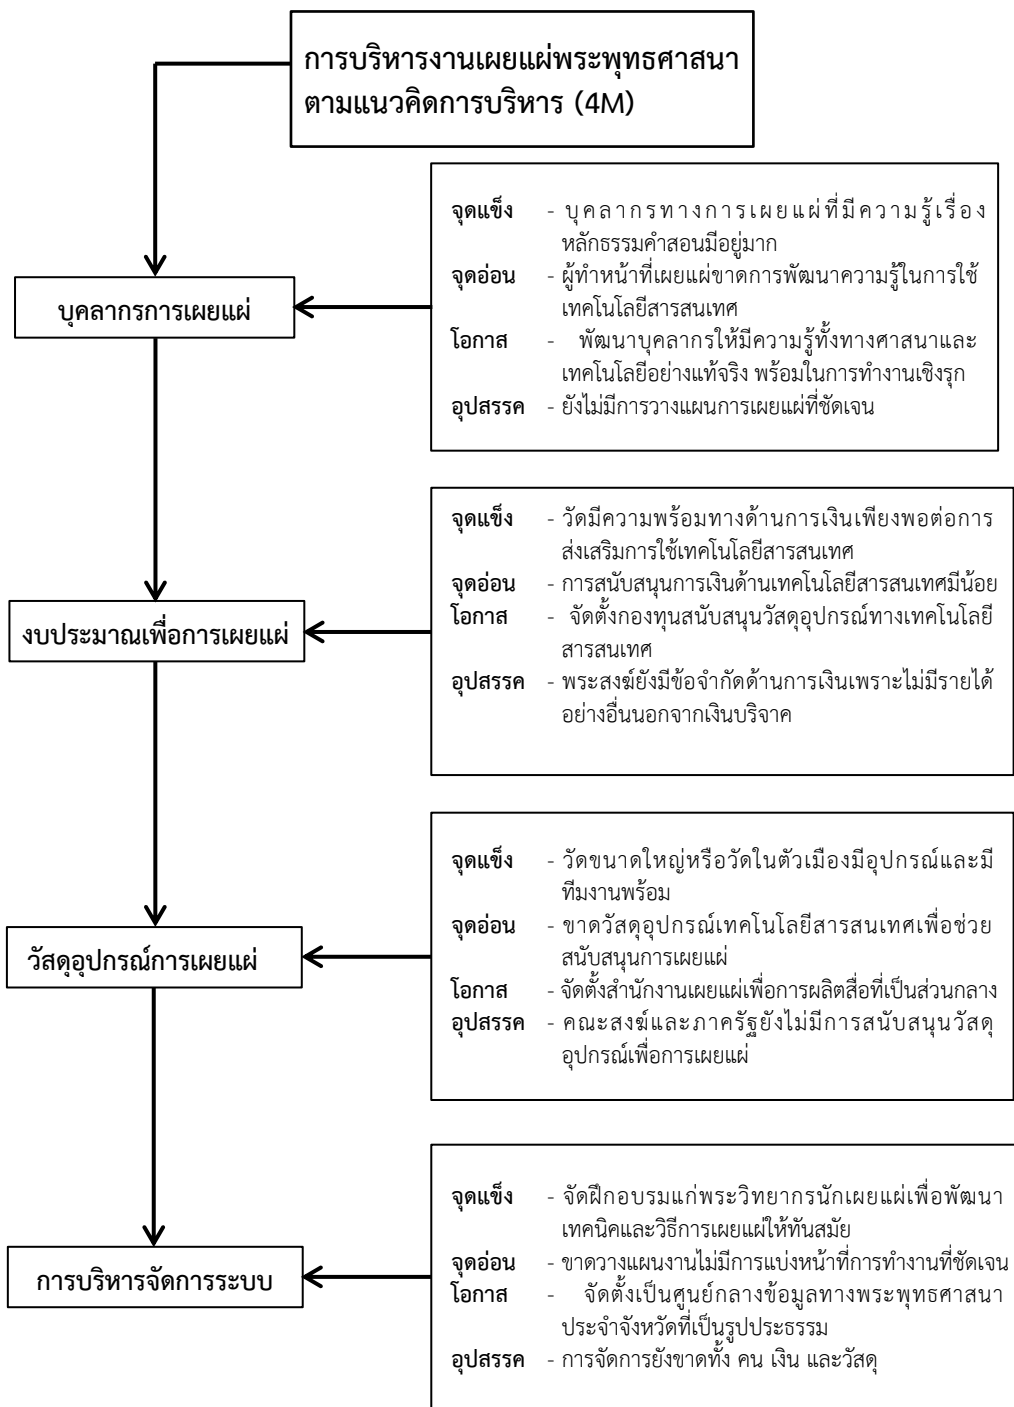 การบริหารงานเผยแผ่พระพุทธศาสนา
ตามแนวคิดการบริหาร (4M)
จุดแข็ง - บุคลากรทางการเผยแผ่ที่มีความรู้เรื่อง
หลักธรรมคำสอนมีอยู่มาก
จุดอ่อน - ผู้ทำหน้าที่เผยแผ่ขาดการพัฒนาความรู้ในการใช้
เทคโนโลยีสารสนเทศ
โอกาส - พัฒนาบุคลากรให้มีความรู้ทั้งทางศาสนาและ
เทคโนโลยีอย่างแท้จริง พร้อมในการทำงานเชิงรุก
อุปสรรค - ยังไม่มีการวางแผนการเผยแผ่ที่ชัดเจน
บุคลากรการเผยแผ่
จุดแข็ง - วัดมีความพร้อมทางด้านการเงินเพียงพอต่อการ
ส่งเสริมการใช้เทคโนโลยีสารสนเทศ
จุดอ่อน - การสนับสนุนการเงินด้านเทคโนโลยีสารสนเทศมีน้อย
โอกาส - จัดตั้งกองทุนสนับสนุนวัสดุอุปกรณ์ทางเทคโนโลยี
สารสนเทศ
อุปสรรค - พระสงฆ์ยังมีข้อจำกัดด้านการเงินเพราะไม่มีรายได้
อย่างอื่นนอกจากเงินบริจาค
งบประมาณเพื่อการเผยแผ่
จุดแข็ง - วัดขนาดใหญ่หรือวัดในตัวเมืองมีอุปกรณ์และมี
ทีมงานพร้อม
จุดอ่อน - ขาดวัสดุอุปกรณ์เทคโนโลยีสารสนเทศเพื่อช่วย
สนับสนุนการเผยแผ่
โอกาส - จัดตั้งสำนักงานเผยแผ่เพื่อการผลิตสื่อที่เป็นส่วนกลาง
อุปสรรค - คณะสงฆ์และภาครัฐยังไม่มีการสนับสนุนวัสดุ
อุปกรณ์เพื่อการเผยแผ่
วัสดุอุปกรณ์การเผยแผ่
จุดแข็ง - จัดฝึกอบรมแก่พระวิทยากรนักเผยแผ่เพื่อพัฒนา
เทคนิคและวิธีการเผยแผ่ให้ทันสมัย
จุดอ่อน - ขาดวางแผนงานไม่มีการแบ่งหน้าที่การทำงานที่ชัดเจน
โอกาส - จัดตั้งเป็นศูนย์กลางข้อมูลทางพระพุทธศาสนา
ประจำจังหวัดที่เป็นรูปประธรรม
อุปสรรค - การจัดการยังขาดทั้ง คน เงิน และวัสดุ
การบริหารจัดการระบบ